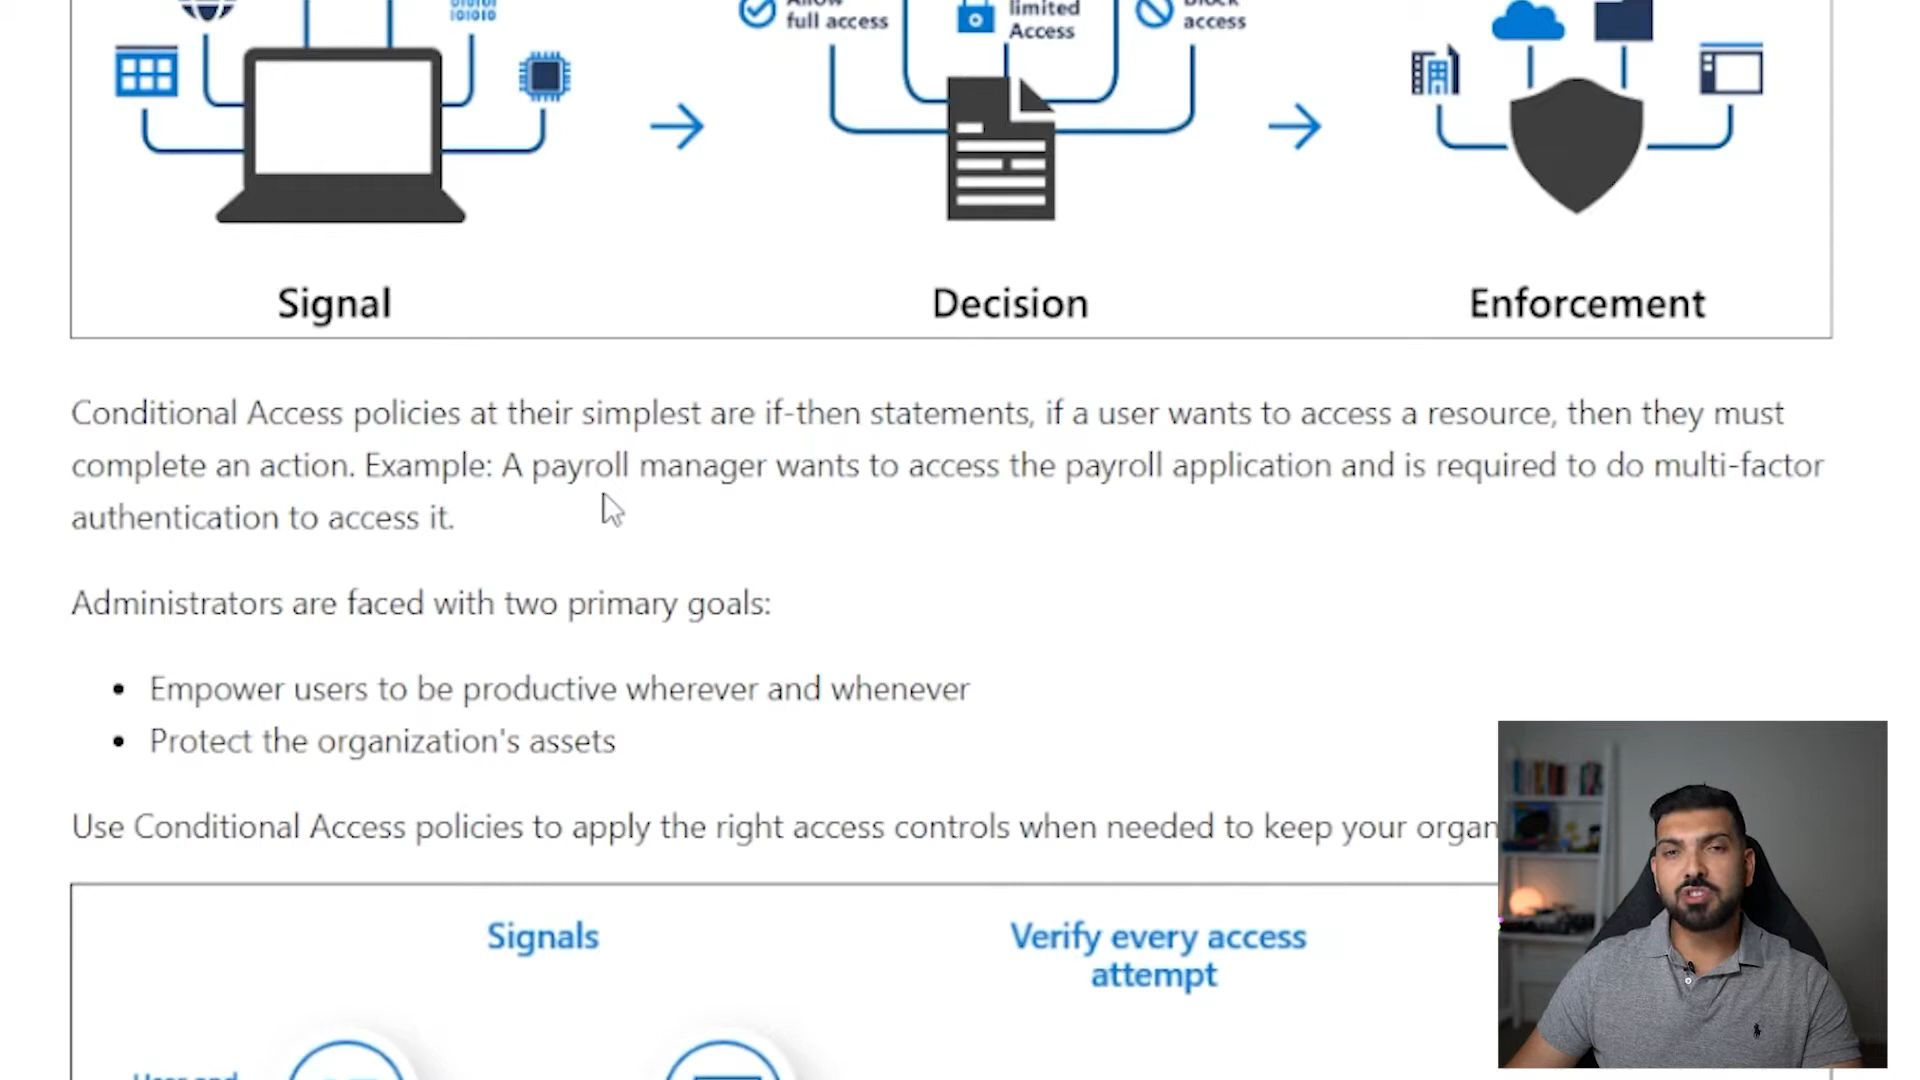 full access
limited
Access
access
Signal
Decision
Enforcement
Conditional Access policies at their simplest are if-then statements, if a user wants to access a resource, then they must
complete an action. Example: A payroll manager wants to access the payroll application and is required to do multi-factor
authentication to access it.
Administrators are faced with two primary goals:
• Empower users to be productive wherever and whenever
• Protect the organization's assets
Use Conditional Access policies to apply the right access controls when needed to keep your organ
Signals
Verify every access
attempt